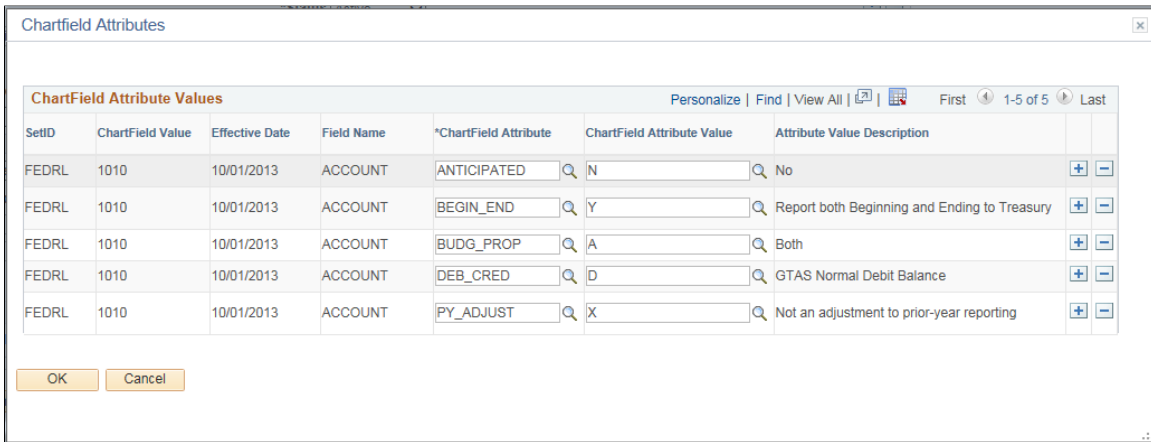 Chartfield Attributes
ChartField Attribute Values Personalize | Find | View All | | First 1-5 of 5 Last
SetID ChartField Value Effective Date Field Name *ChartField Attribute ChartField Attribute Value Attribute Value Description
FEDRL 1010 10/01/2013 ACCOUNT ANTICIPATED N No
FEDRL 1010 10/01/2013 ACCOUNT BEGIN_END Y Report both Beginning and Ending to Treasury
FEDRL 1010 10/01/2013 ACCOUNT BUDG_PROP A Both
FEDRL 1010 10/01/2013 ACCOUNT DEB_CRED D GTAS Normal Debit Balance
FEDRL 1010 10/01/2013 ACCOUNT PY_ADJUST X Not an adjustment to prior-year reporting
OK Cancel